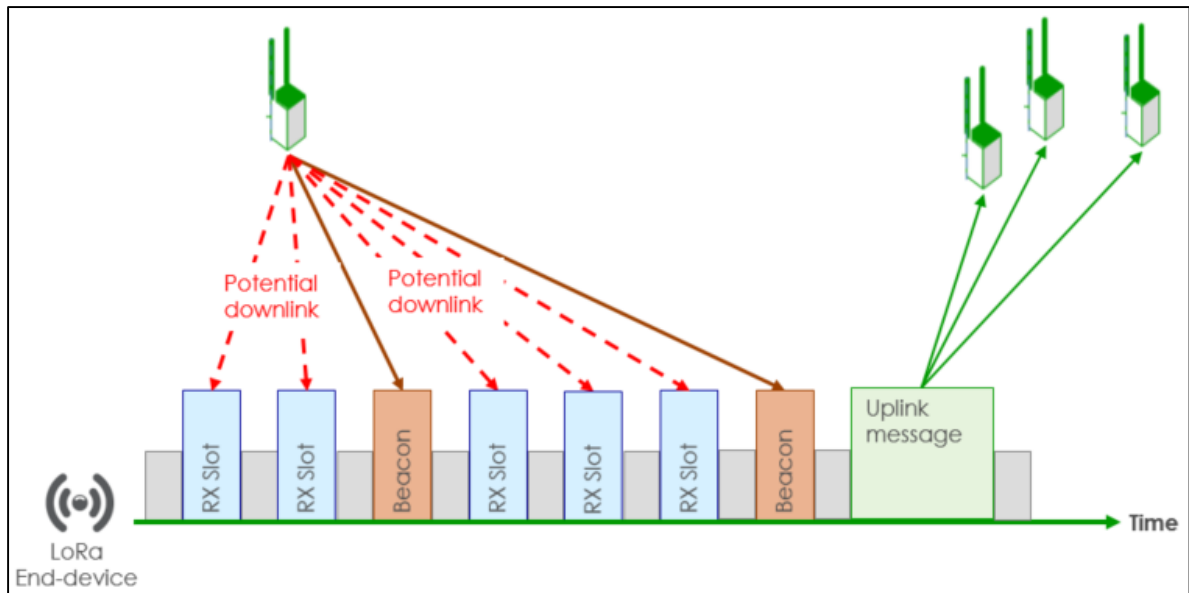 Potential
downlink
Potential
downlink
RX Slot
RX Slot
Beacon
RX Slot
RX Slot
RX Slot
Beacon
Uplink
message
Time
LoRa
End-device